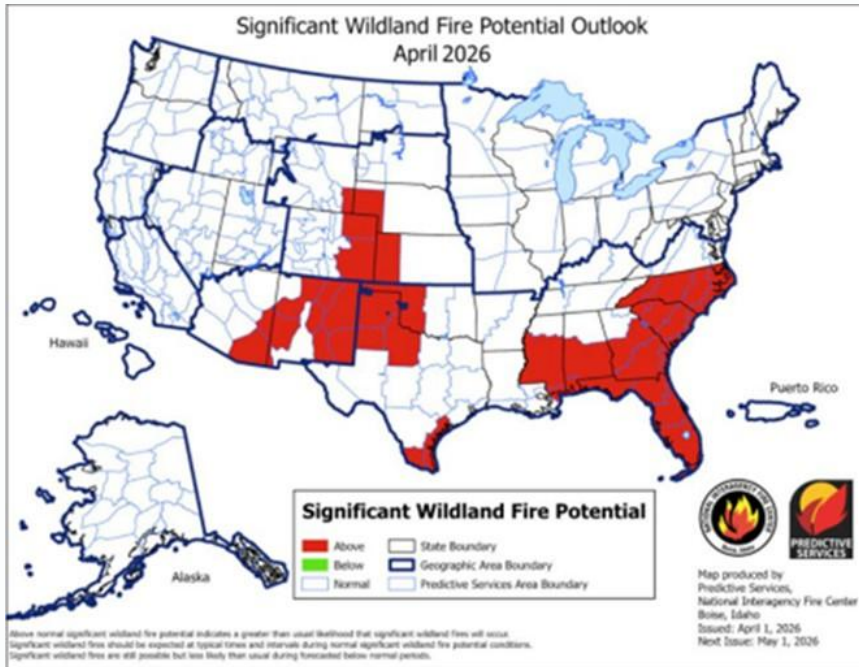 Significant Wildland Fire Potential Outlook
April 2026
Hawaii
Puerto Rico
Alaska
Significant Wildland Fire Potential
Above
State Boundary
Below
Geographic Area Boundary
Normal
Predictive Services Area Boundary
NATIONAL INTERAGENCY FIRE CENTER
PREDICTIVE
SERVICES
Map produced by
Predictive Services,
National Interagency Fire Center
Boise, Idaho
Issued: April 1, 2026
Next Issue: May 1, 2026
Above normal significant wildland fire potential indicates a greater than usual likelihood that significant wildland fires will occur.
Significant wildland fires should be expected at typical times and intervals during normal significant wildland fire potential conditions.
Significant wildland fires are still possible but less likely than usual during forecasted below normal periods.